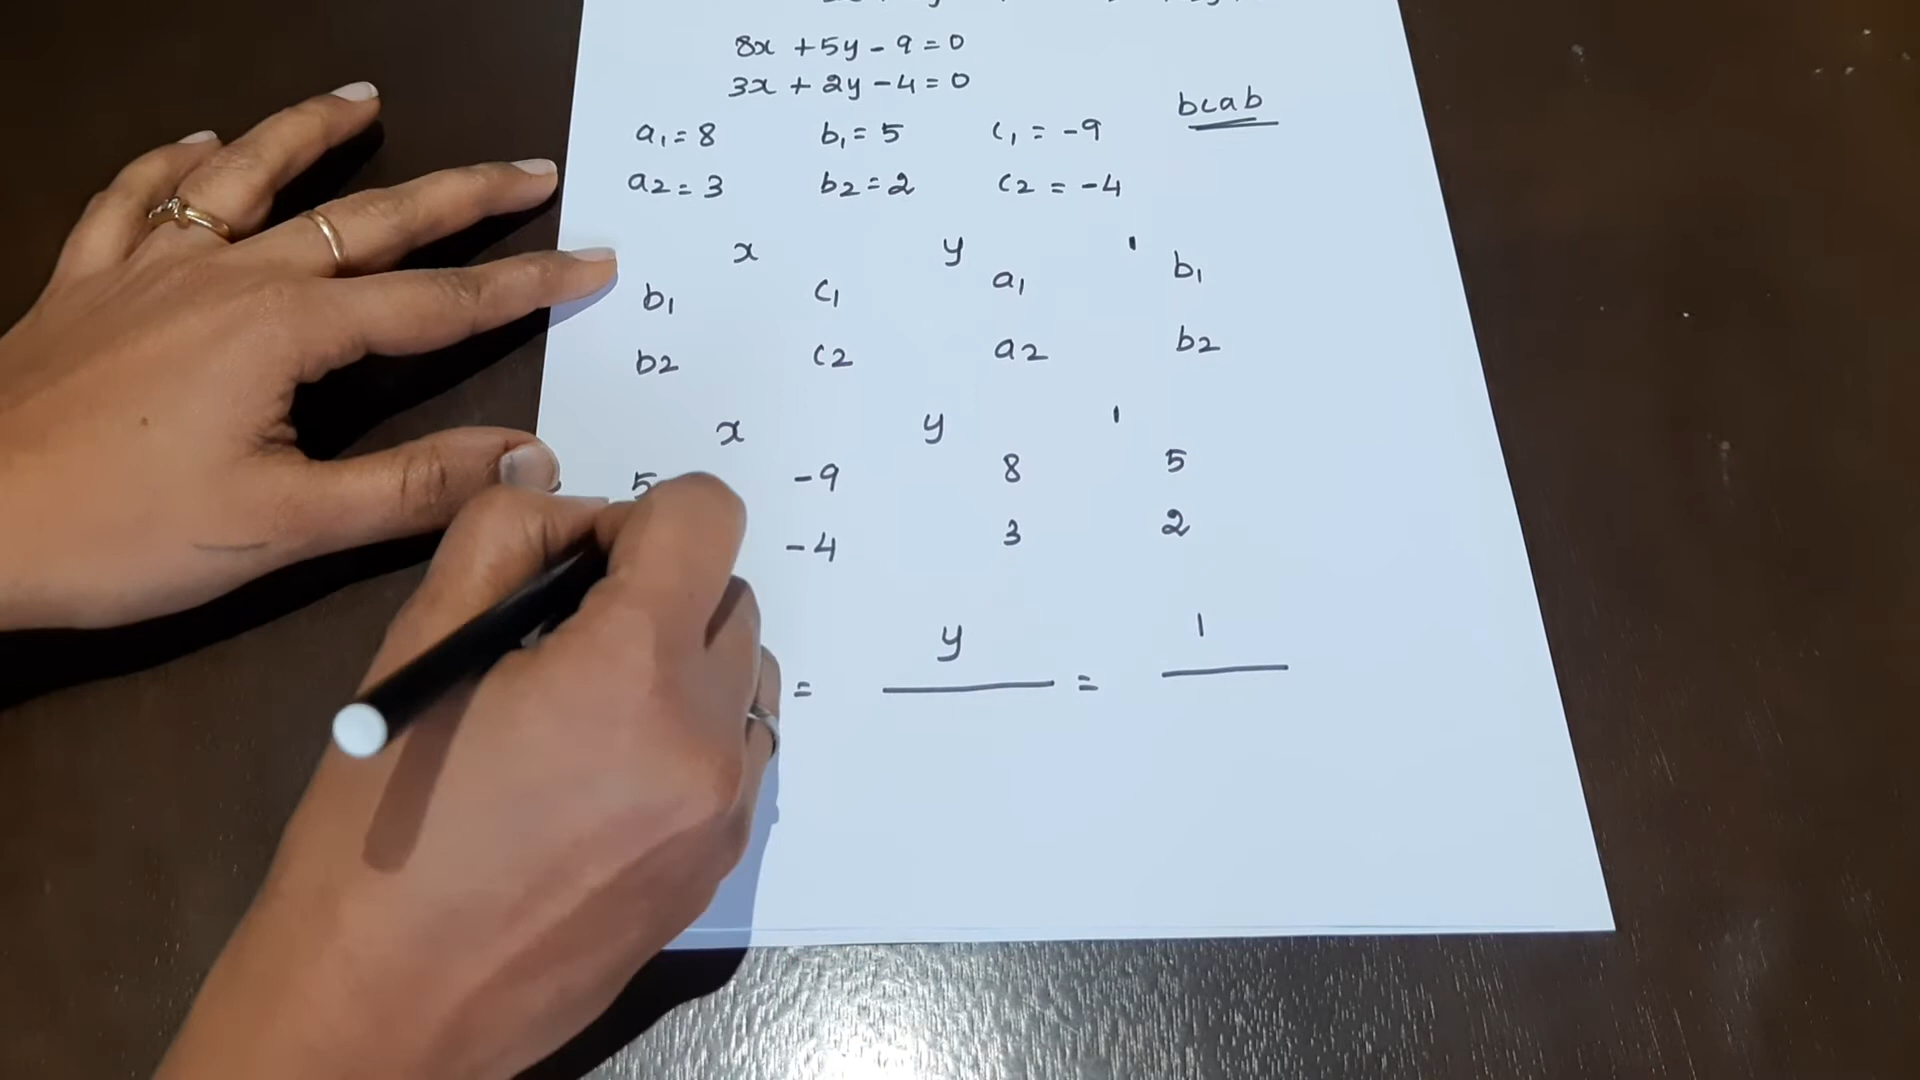 8x + 5y - 9 = 0
3x + 2y - 4 = 0
bcab
a1 = 8 b1 = 5 c1 = -9
a2 = 3 b2 = 2 c2 = -4
x y 1
b1 c1 a1 b1
b2 c2 a2 b2
x y 1
5 -9 8 5
-4 3 2
= y = 1